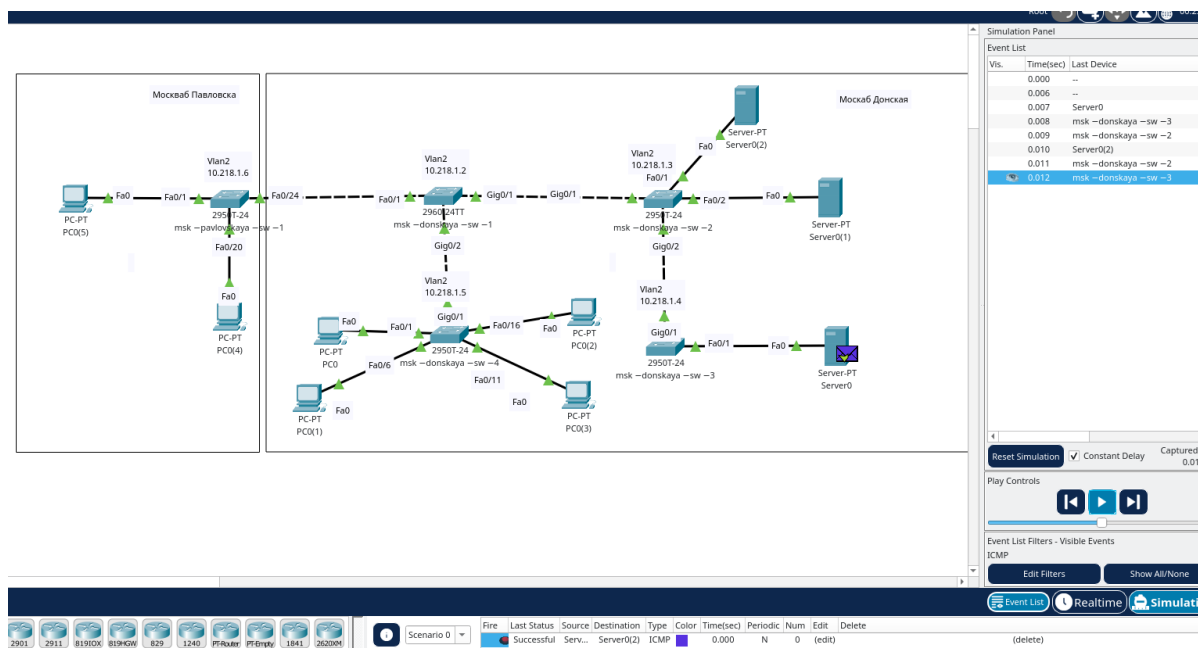 Root
Simulation Panel
Event List
Vis. Time(sec) Last Device
0.000 --
0.006 --
0.007 Server0
0.008 msk −donskaya −sw −3
0.009 msk −donskaya −sw −2
0.010 Server0(2)
0.011 msk −donskaya −sw −2
0.012 msk −donskaya −sw −3
Москваб Павловска
Москаб Донская
Server-PT
Server0(2)
Fa0
Vlan2
10.218.1.6
Vlan2
10.218.1.2
Vlan2
10.218.1.3
Fa0/1
Fa0
Fa0/1
Fa0/24
Fa0/1
Gig0/1
Gig0/1
Fa0/2
Fa0
PC-PT
PC0(5)
2950T-24
msk −pavlovskaya −sw −1
2960-24TT
msk −donskaya −sw −1
2950T-24
msk −donskaya −sw −2
Server-PT
Server0(1)
Fa0/20
Gig0/2
Gig0/2
Vlan2
10.218.1.5
Vlan2
10.218.1.4
Fa0
Gig0/1
Gig0/1
PC-PT
PC0(4)
Fa0
Fa0/1
Fa0/16
Fa0
PC-PT
PC0(2)
PC-PT
PC0
2950T-24
msk −donskaya −sw −4
Fa0/6
Fa0/11
2950T-24
msk −donskaya −sw −3
Fa0/1
Fa0
Server-PT
Server0
Fa0
PC-PT
PC0(1)
Fa0
PC-PT
PC0(3)
Reset Simulation
Constant Delay
Captured
0.01
Play Controls
Event List Filters - Visible Events
ICMP
Edit Filters
Show All/None
Event List
Realtime
Simulati
2901 2911 819IOX 819HGW 829 1240 PT-Router PT-Empty 1841 2620XM
Scenario 0
Fire Last Status Source Destination Type Color Time(sec) Periodic Num Edit Delete
Successful Serv... Server0(2) ICMP 0.000 N 0 (edit) (delete)